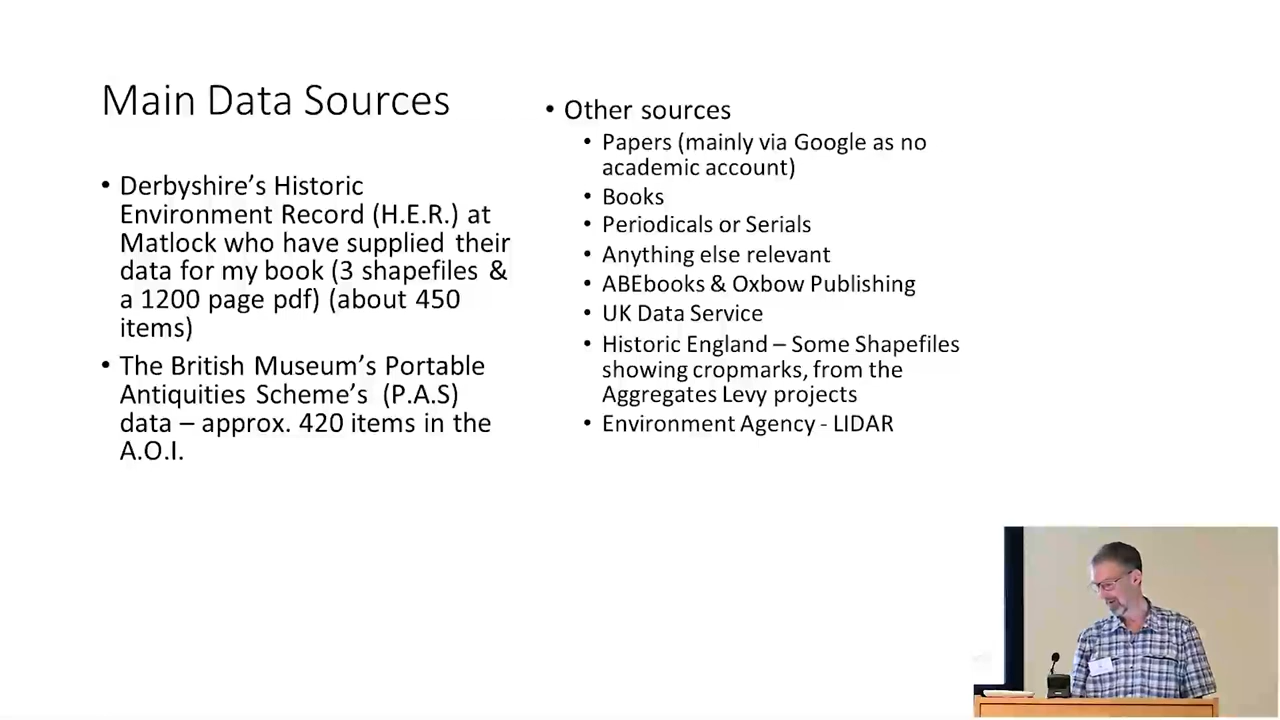 Main Data Sources
• Derbyshire’s Historic
Environment Record (H.E.R.) at
Matlock who have supplied their
data for my book (3 shapefiles &
a 1200 page pdf) (about 450
items)
• The British Museum’s Portable
Antiquities Scheme’s (P.A.S)
data – approx. 420 items in the
A.O.I.
• Other sources
• Papers (mainly via Google as no
academic account)
• Books
• Periodicals or Serials
• Anything else relevant
• ABEbooks & Oxbow Publishing
• UK Data Service
• Historic England – Some Shapefiles
showing cropmarks, from the
Aggregates Levy projects
• Environment Agency - LIDAR